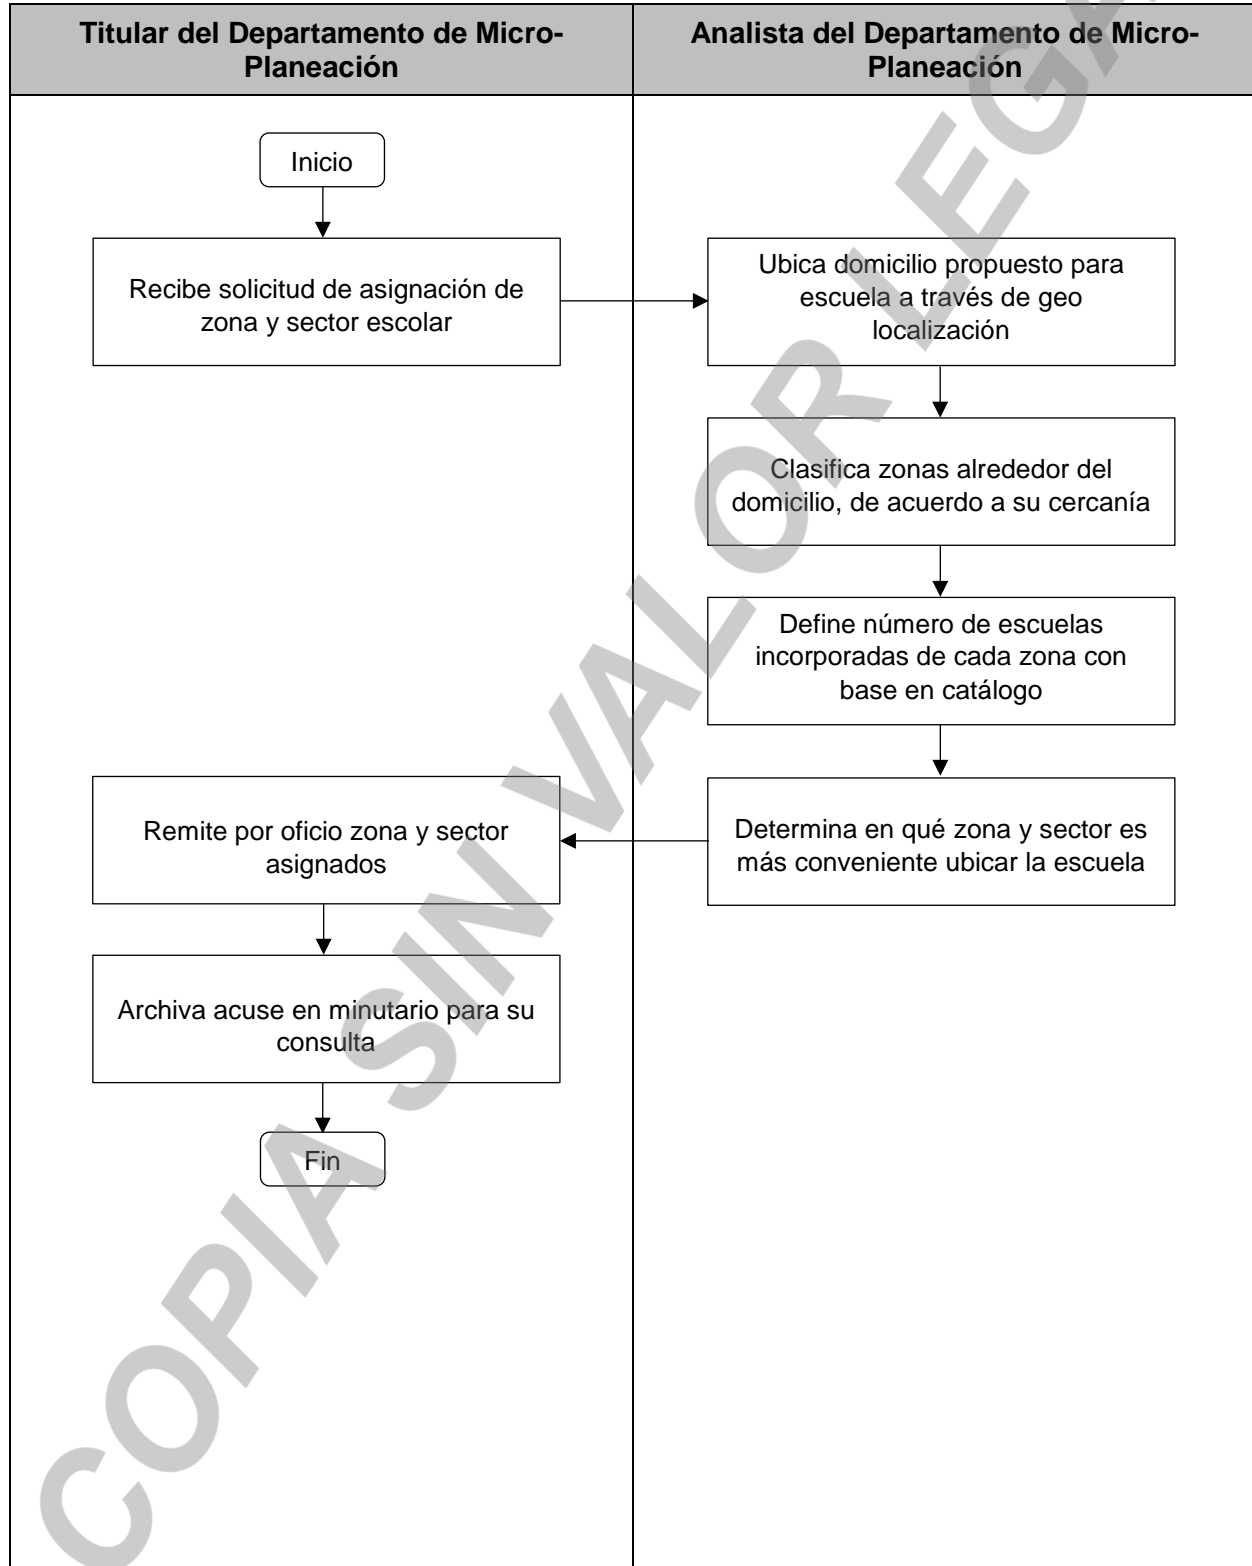 Titular del Departamento de Micro-
Planeación
Analista del Departamento de Micro-
Planeación
Inicio
Recibe solicitud de asignación de
zona y sector escolar
Ubica domicilio propuesto para
escuela a través de geo
localización
Clasifica zonas alrededor del
domicilio, de acuerdo a su cercanía
Define número de escuelas
incorporadas de cada zona con
base en catálogo
Determina en qué zona y sector es
más conveniente ubicar la escuela
Remite por oficio zona y sector
asignados
Archiva acuse en minutario para su
consulta
Fin
COPIA SIN VALOR LEGA